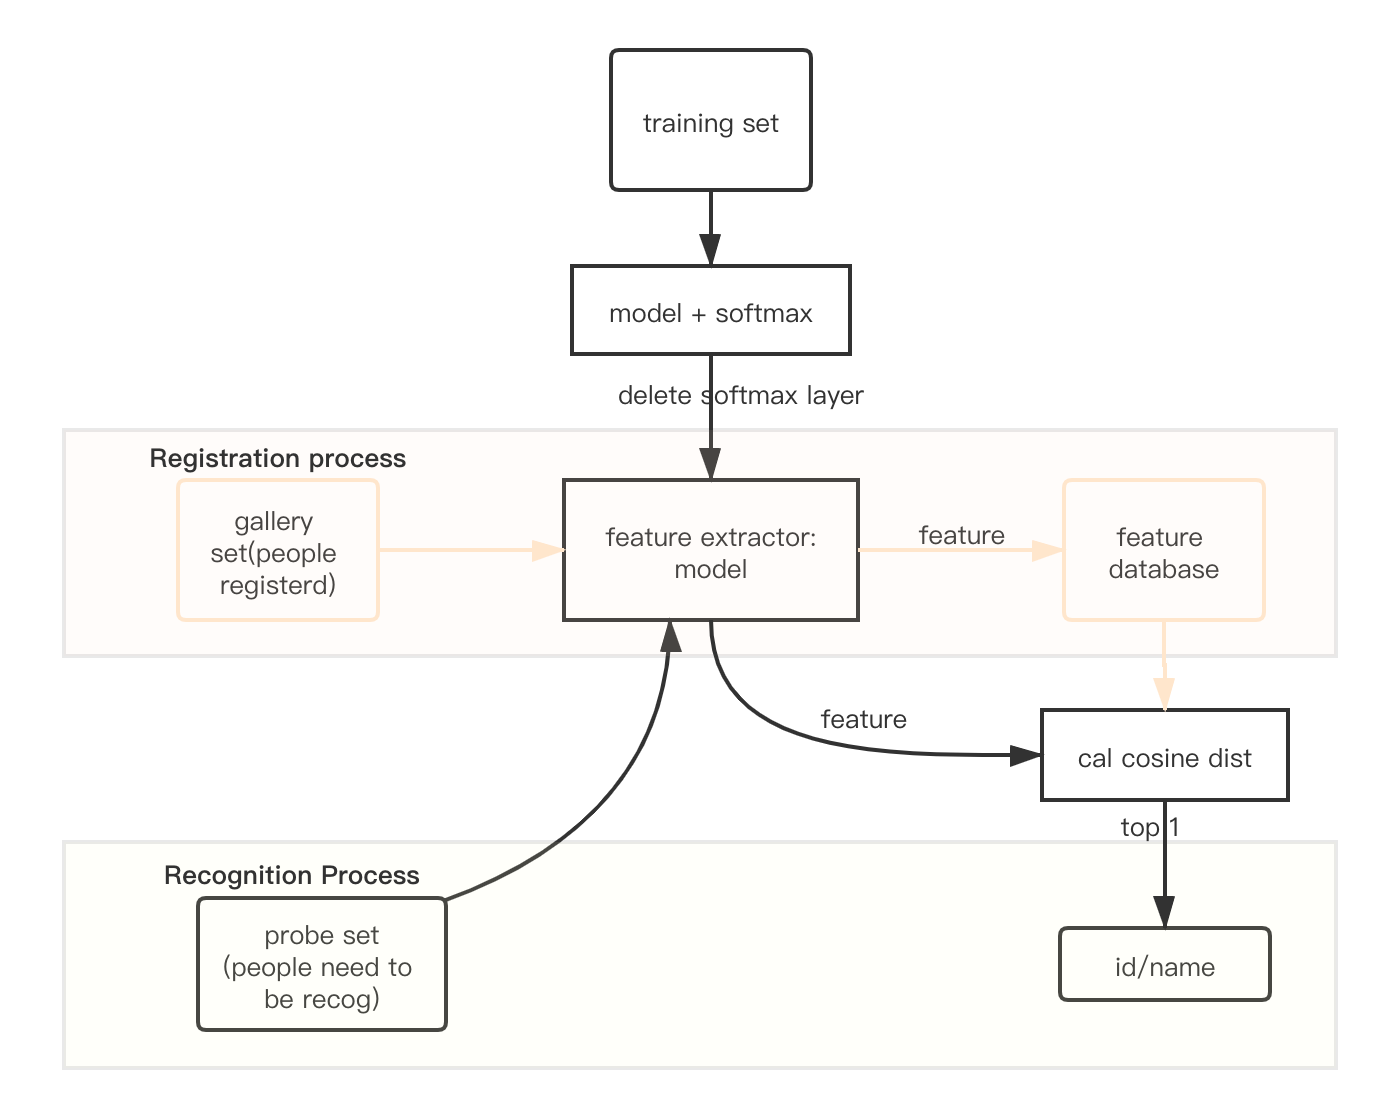 training set
model + softmax
delete softmax layer
Registration process
gallery
set(people
registerd)
feature extractor:
model
feature
feature
database
feature
cal cosine dist
top 1
Recognition Process
probe set
(people need to
be recog)
id/name